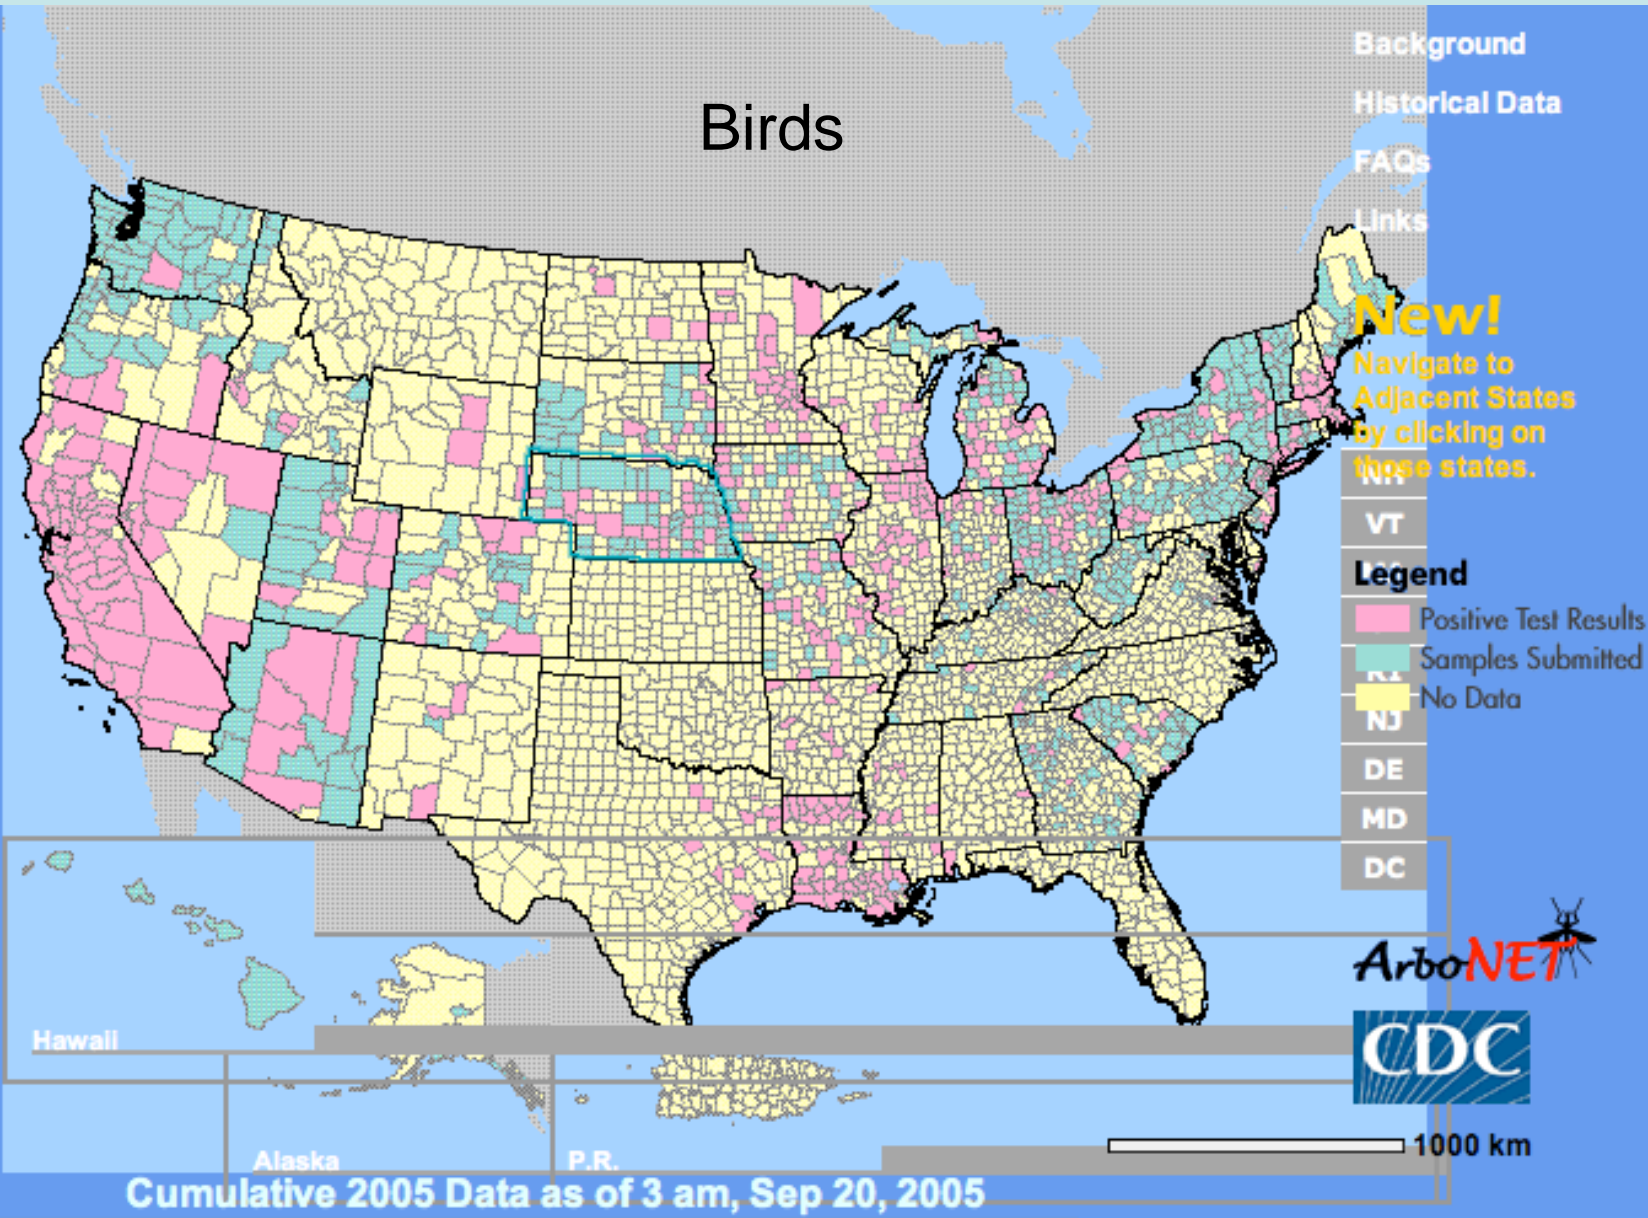 Birds
Background
Historical Data
FAQs
Links
New!
Navigate to
Adjacent States
by clicking on
those states.
NH
VT
Legend
Positive Test Results
Samples Submitted
RI
No Data
NJ
DE
MD
DC
ArboNET
CDC
Hawaii
Alaska
P.R.
1000 km
Cumulative 2005 Data as of 3 am, Sep 20, 2005